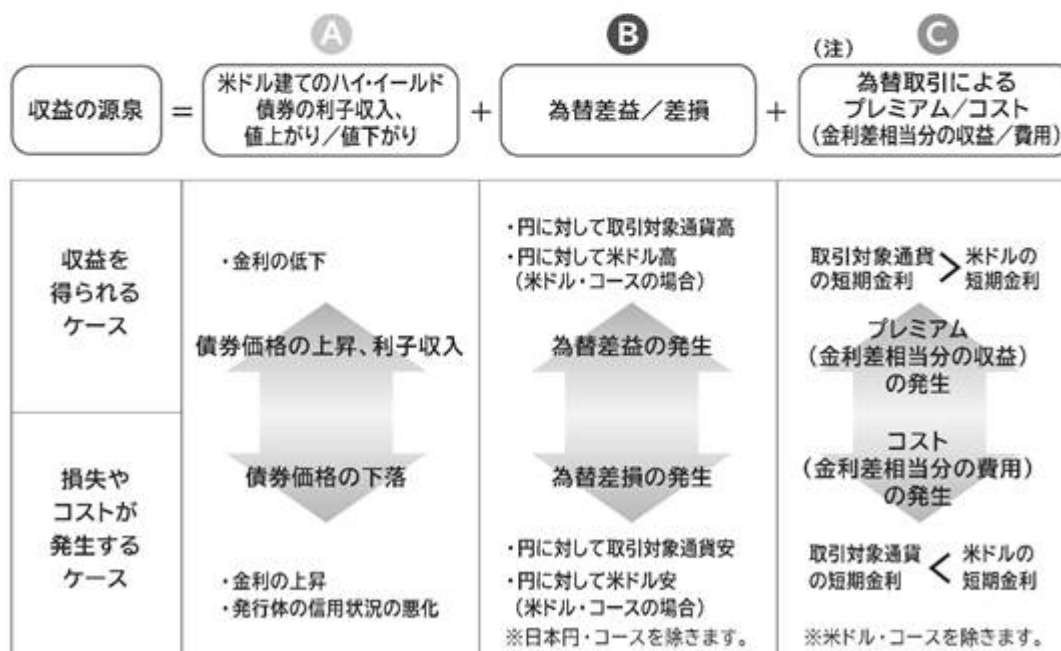 A
B
(注)
C
収益の源泉
=
米ドル建てのハイ・イールド
債券の利子収入、
値上がり/値下がり
+
為替差益/差損
+
為替取引による
プレミアム/コスト
(金利差相当分の収益/費用)
収益を
得られる
ケース
・金利の低下
債券価格の上昇、利子収入
・円に対して取引対象通貨高
・円に対して米ドル高
(米ドル・コースの場合)
為替差益の発生
取引対象通貨
の短期金利
>
米ドルの
短期金利
プレミアム
(金利差相当分の収益)
の発生
損失や
コストが
発生する
ケース
債券価格の下落
・金利の上昇
・発行体の信用状況の悪化
為替差損の発生
・円に対して取引対象通貨安
・円に対して米ドル安
(米ドル・コースの場合)
※日本円・コースを除きます。
コスト
(金利差相当分の費用)
の発生
取引対象通貨
の短期金利
<
米ドルの
短期金利
※米ドル・コースを除きます。